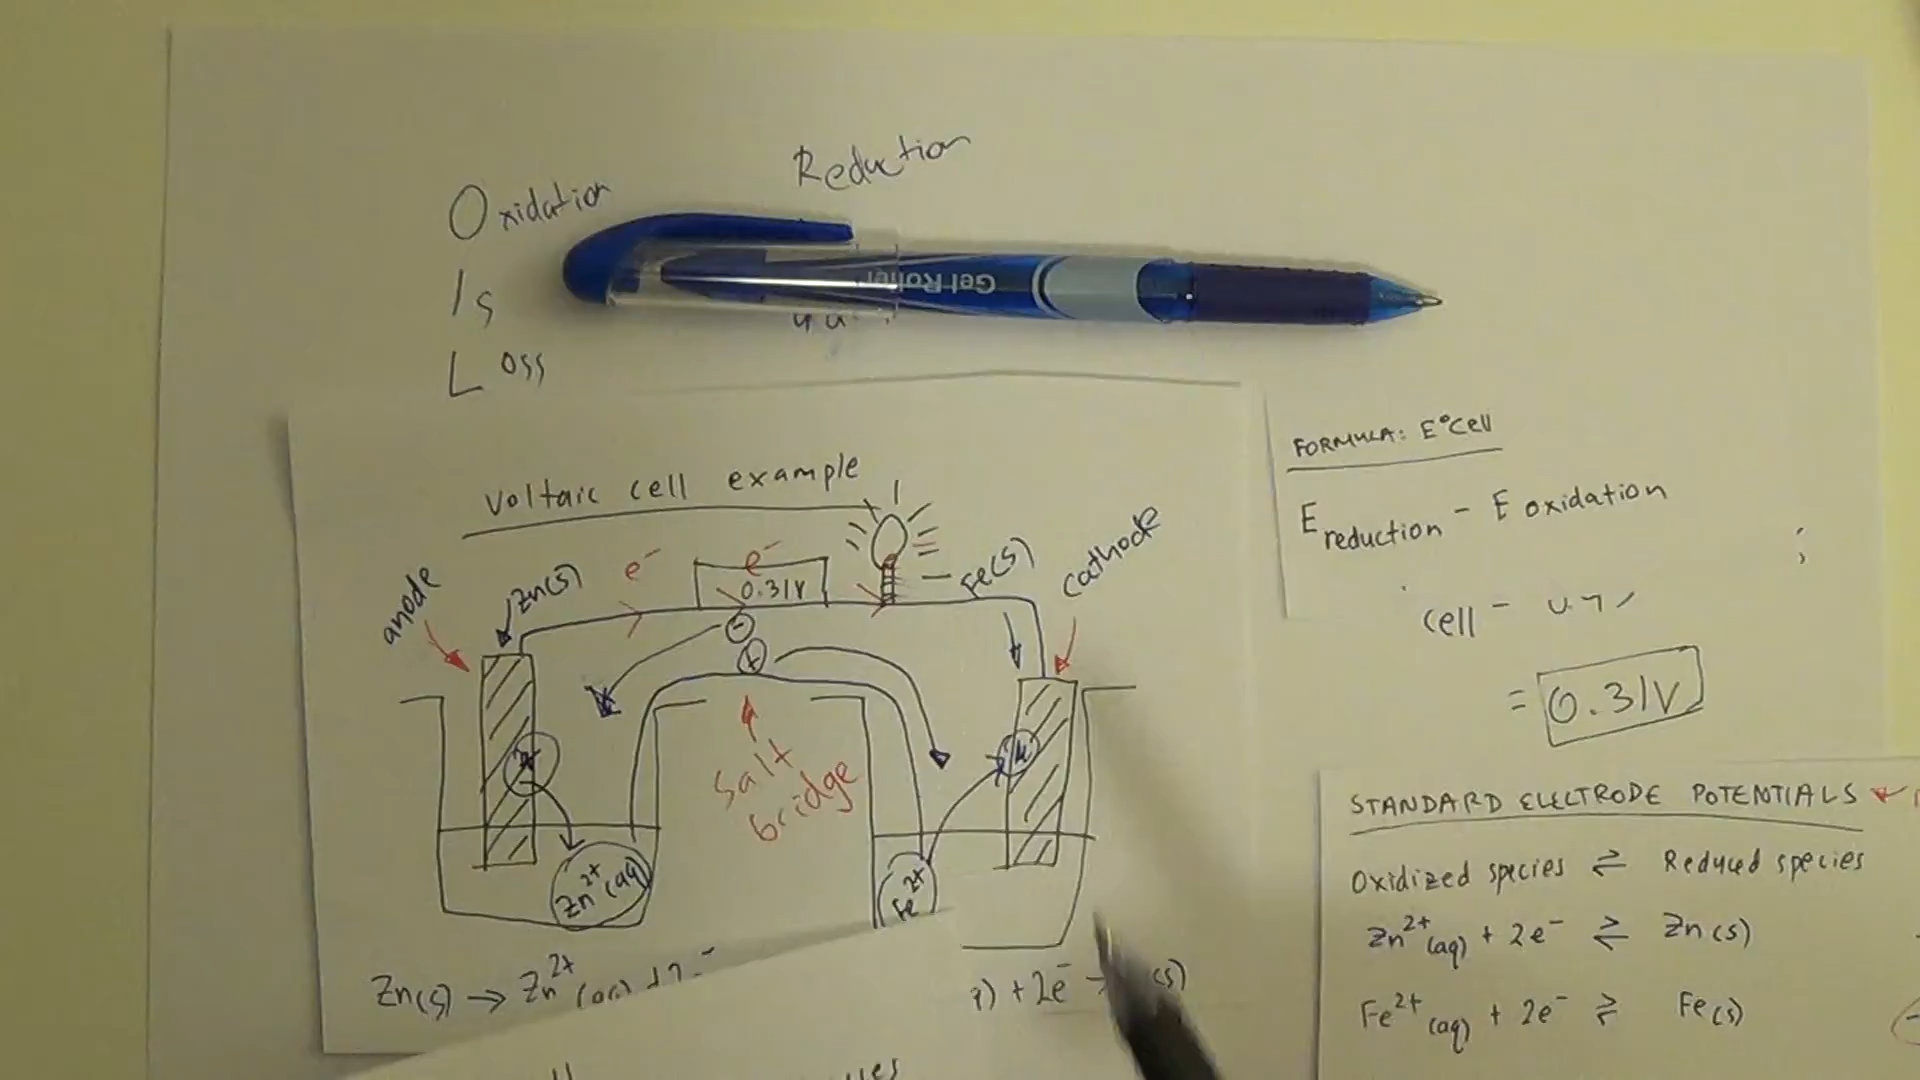 Reduction
Oxidation
Is
Loss
Gel Roller
FORMULA: E°Cell
E reduction - E oxidation
cell -
= 0.31V
voltaic cell example
anode
Zn(s)
e⁻
e⁻
0.31V
Fe(s)
cathode
salt
bridge
Zn²⁺(aq)
Fe²⁺
Zn(s) → Zn²⁺
+ 2e⁻ → (s)
STANDARD ELECTRODE POTENTIALS
Oxidized species ⇌ Reduced species
Zn²⁺(aq) + 2e⁻ ⇌ Zn(s)
Fe²⁺(aq) + 2e⁻ ⇌ Fe(s)